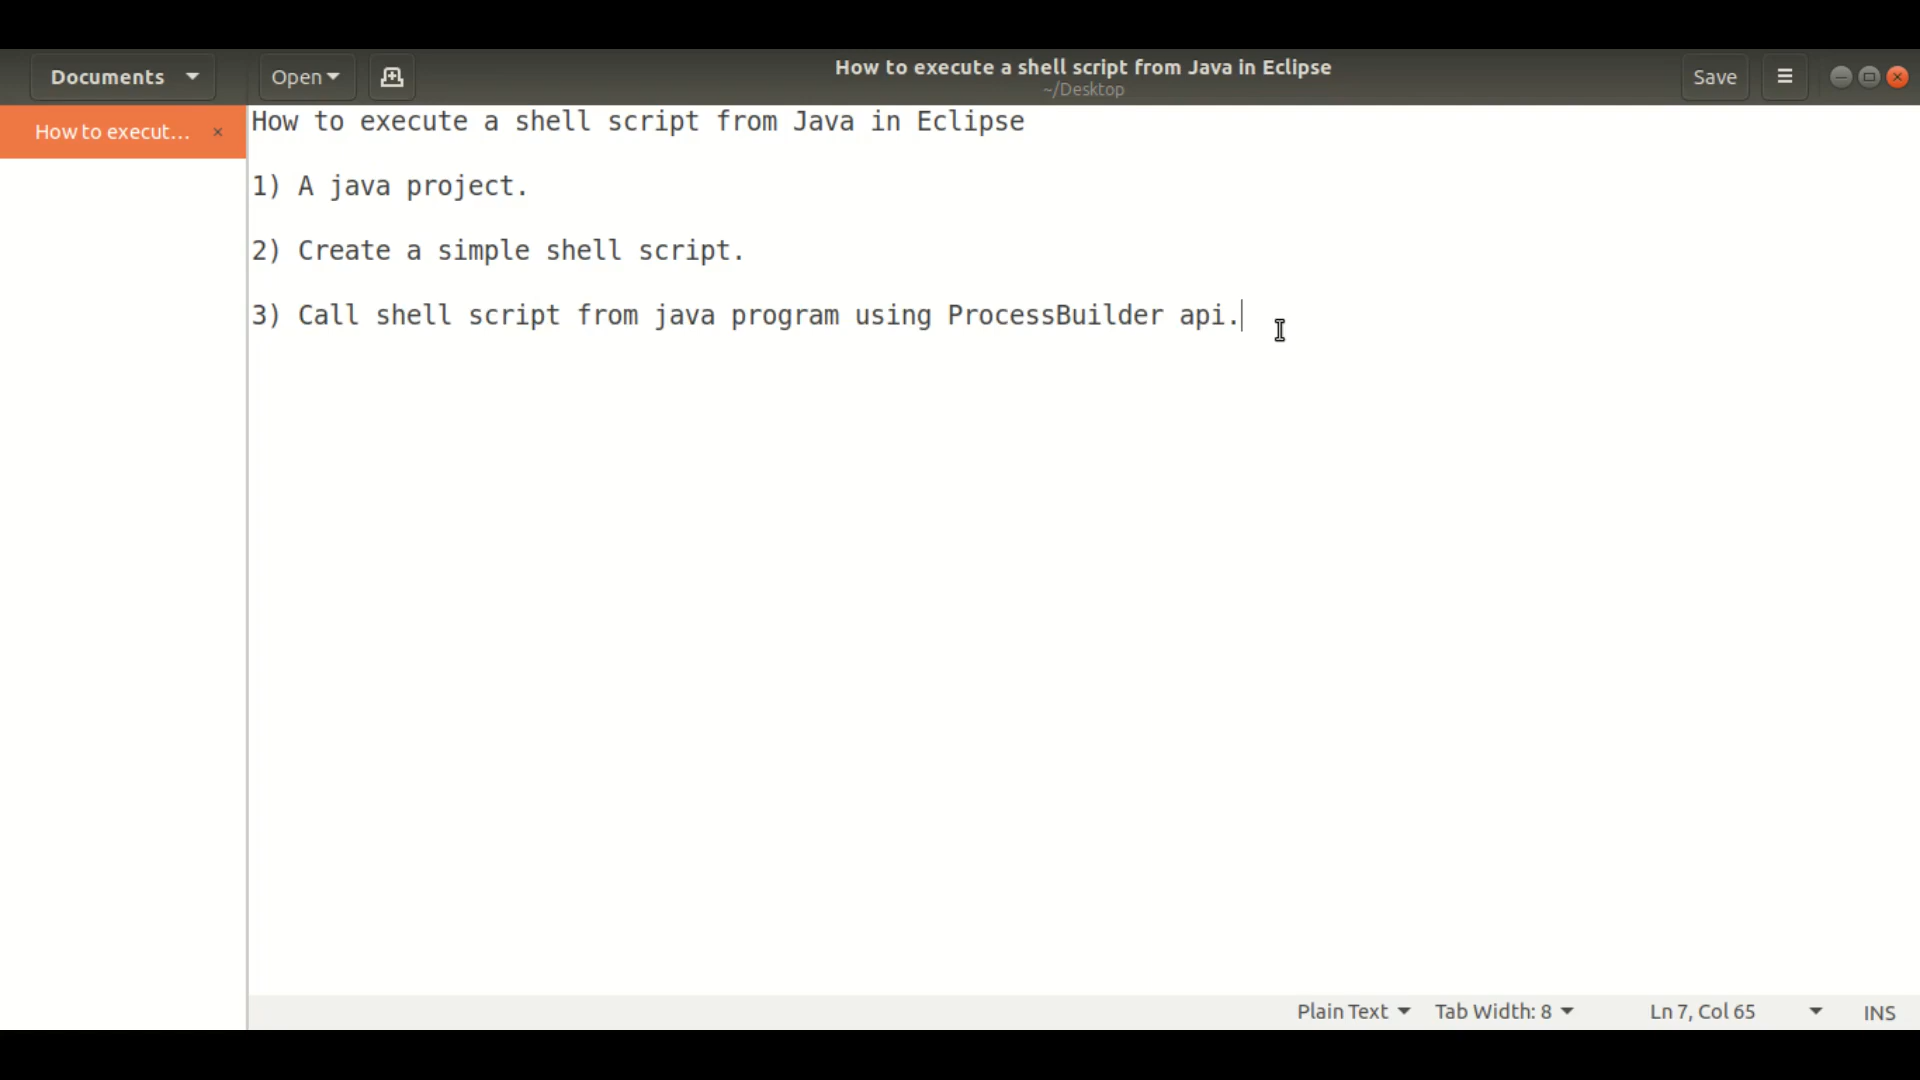 Documents
Open
How to execute a shell script from Java in Eclipse
~/Desktop
Save
How to execut...
How to execute a shell script from Java in Eclipse
1) A java project.
2) Create a simple shell script.
3) Call shell script from java program using ProcessBuilder api.
Plain Text
Tab Width: 8
Ln 7, Col 65
INS